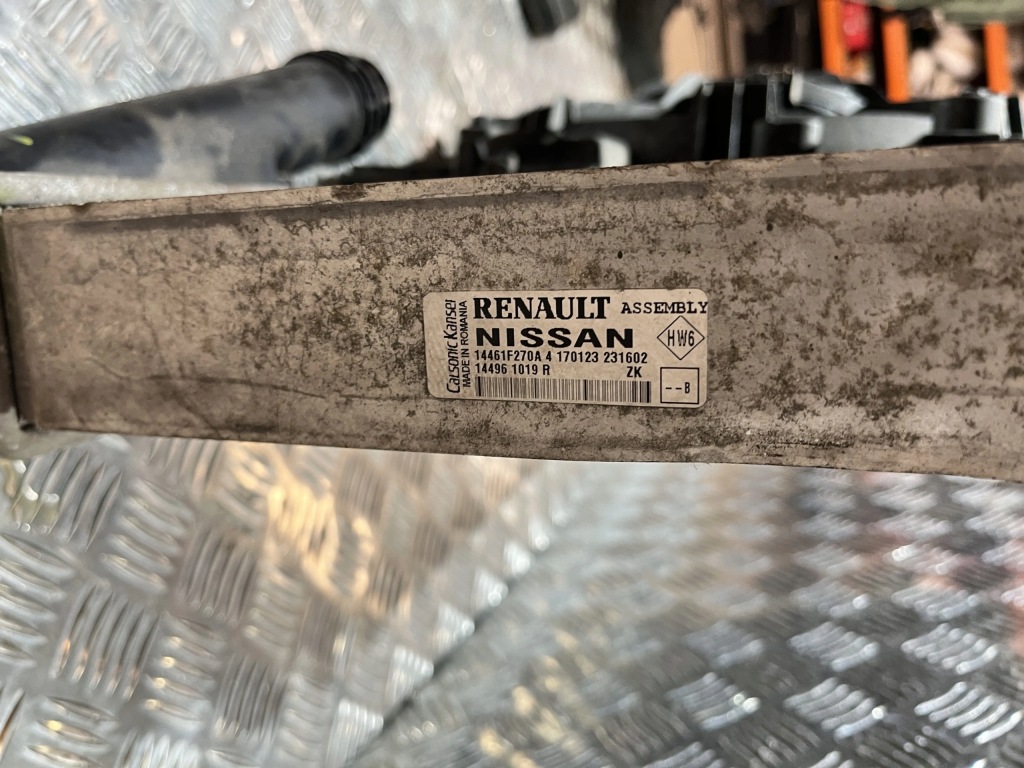 Calsonic Kansei
MADE IN ROMANIA
RENAULT ASSEMBLY
NISSAN
HW6
14461F270A 4 170123 231602
14496 1019 R ZK
--B